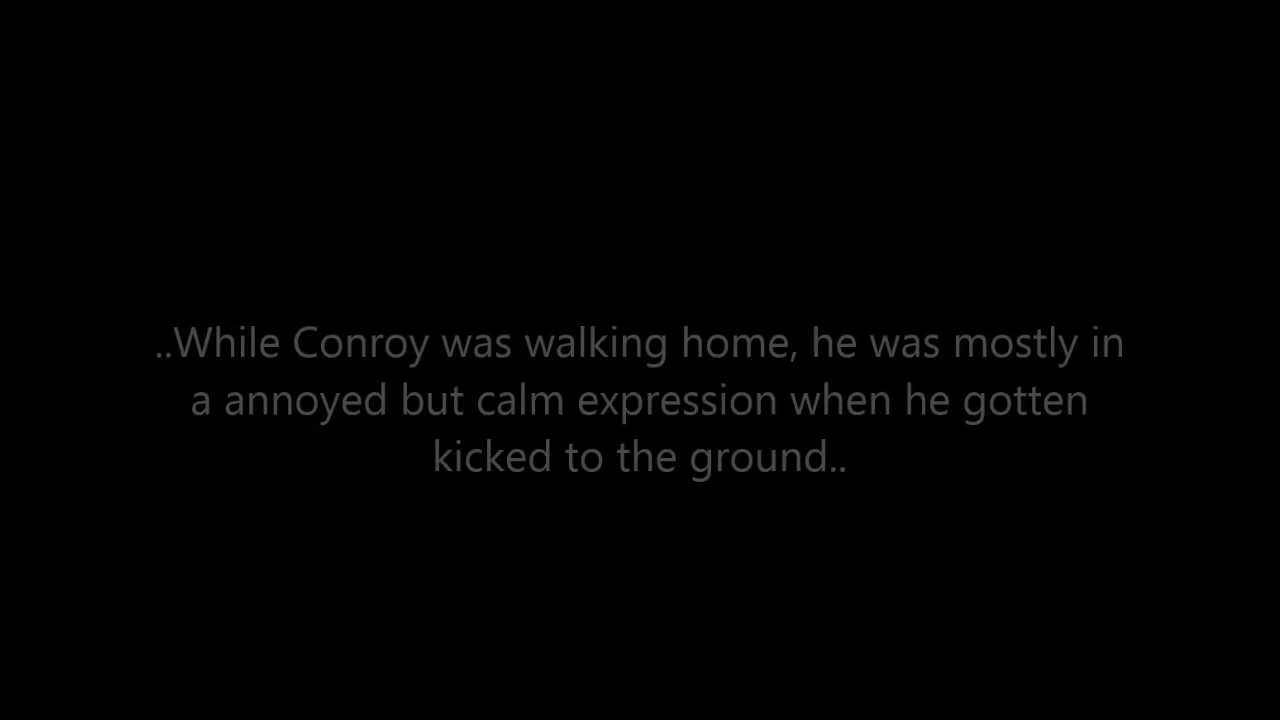 ..While Conroy was walking home, he was mostly in
a annoyed but calm expression when he gotten
kicked to the ground..